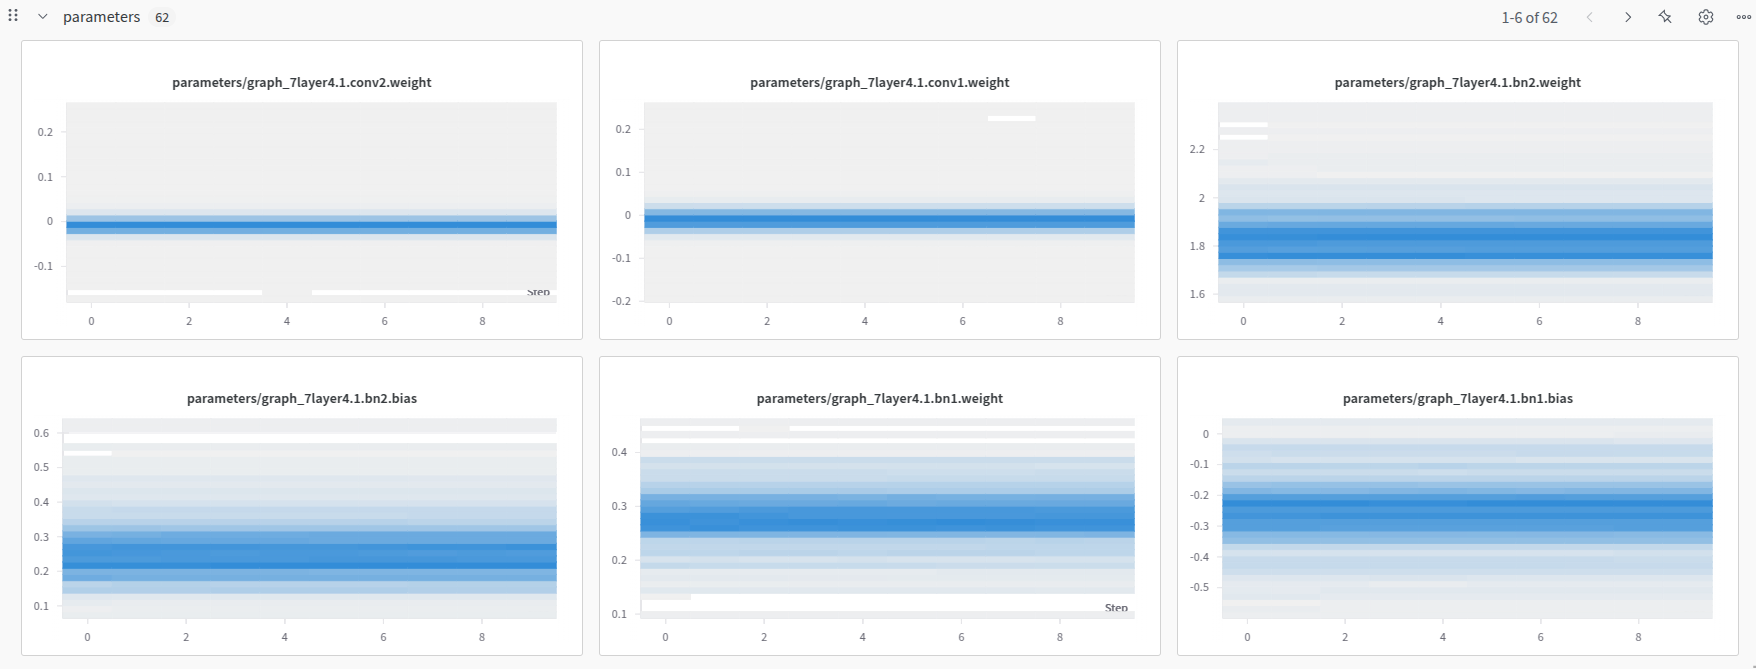 parameters 62
1-6 of 62
parameters/graph_7layer4.1.conv2.weight
0.2
0.1
0
-0.1
Step
0 2 4 6 8
parameters/graph_7layer4.1.conv1.weight
0.2
0.1
0
-0.1
-0.2
0 2 4 6 8
parameters/graph_7layer4.1.bn2.weight
2.2
2
1.8
1.6
0 2 4 6 8
parameters/graph_7layer4.1.bn2.bias
0.6
0.5
0.4
0.3
0.2
0.1
0 2 4 6 8
parameters/graph_7layer4.1.bn1.weight
0.4
0.3
0.2
0.1
Step
0 2 4 6 8
parameters/graph_7layer4.1.bn1.bias
0
-0.1
-0.2
-0.3
-0.4
-0.5
0 2 4 6 8